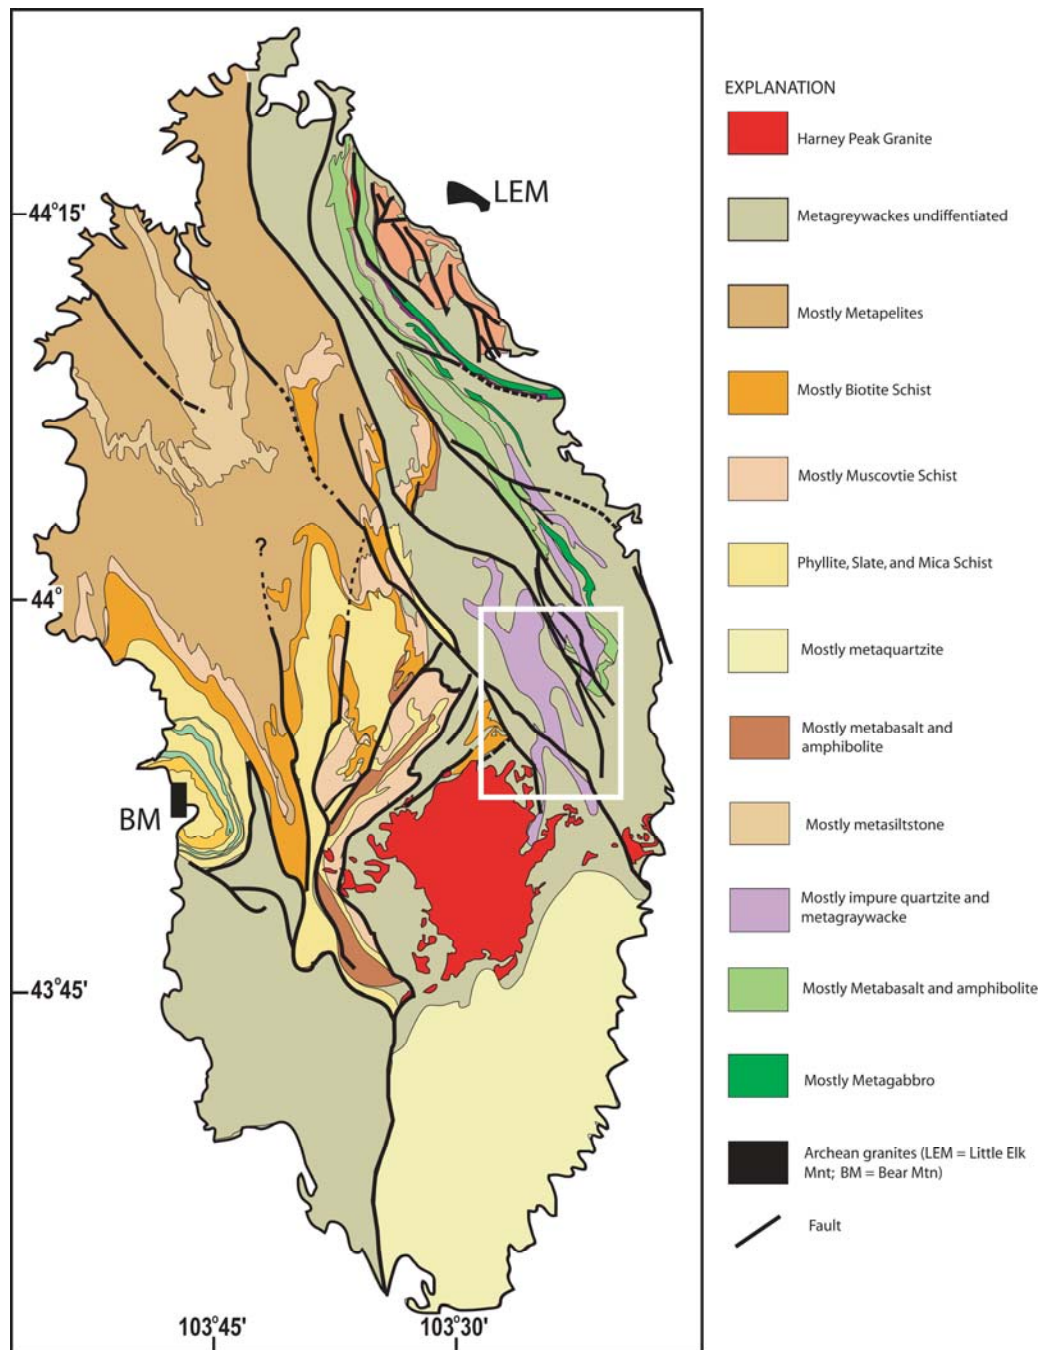 EXPLANATION
Harney Peak Granite
Metagreywackes undiffentiated
Mostly Metapelites
Mostly Biotite Schist
Mostly Muscovtie Schist
Phyllite, Slate, and Mica Schist
Mostly metaquartzite
Mostly metabasalt and
amphibolite
Mostly metasiltstone
Mostly impure quartzite and
metagraywacke
Mostly Metabasalt and amphibolite
Mostly Metagabbro
Archean granites (LEM = Little Elk
Mnt; BM = Bear Mtn)
Fault
LEM
44°15'
?
44°
BM
43°45'
103°45'
103°30'